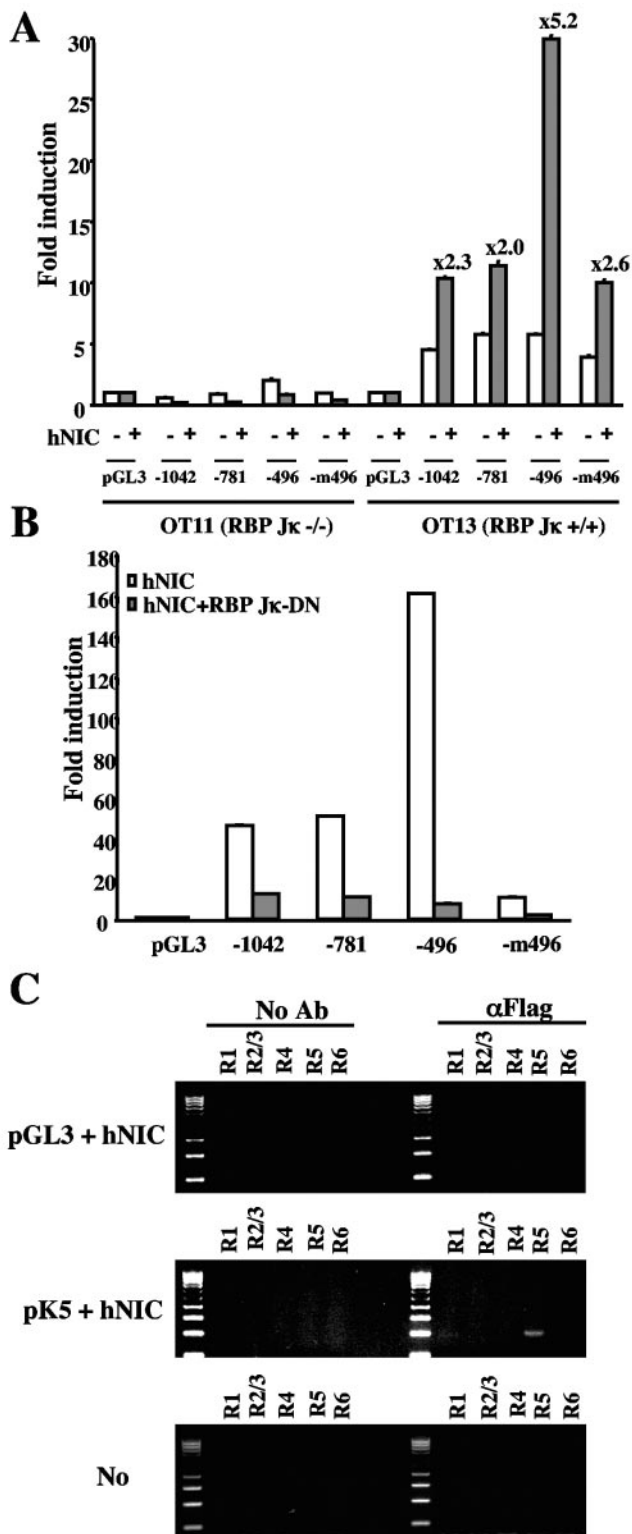 A
30
25
20
15
10
5
0
Fold induction
x2.3
x2.0
x5.2
x2.6
hNIC - + - + - + - + - + - + - + - + - + - +
pGL3 -1042 -781 -496 -m496 pGL3 -1042 -781 -496 -m496
OT11 (RBP Jκ -/-) OT13 (RBP Jκ +/+)
B
180
160
140
120
100
80
60
40
20
0
Fold induction
hNIC
hNIC+RBP Jκ-DN
pGL3 -1042 -781 -496 -m496
C
No Ab αFlag
R1 R2/3 R4 R5 R6 R1 R2/3 R4 R5 R6
pGL3 + hNIC
R1 R2/3 R4 R5 R6 R1 R2/3 R4 R5 R6
pK5 + hNIC
R1 R2/3 R4 R5 R6 R1 R2/3 R4 R5 R6
No